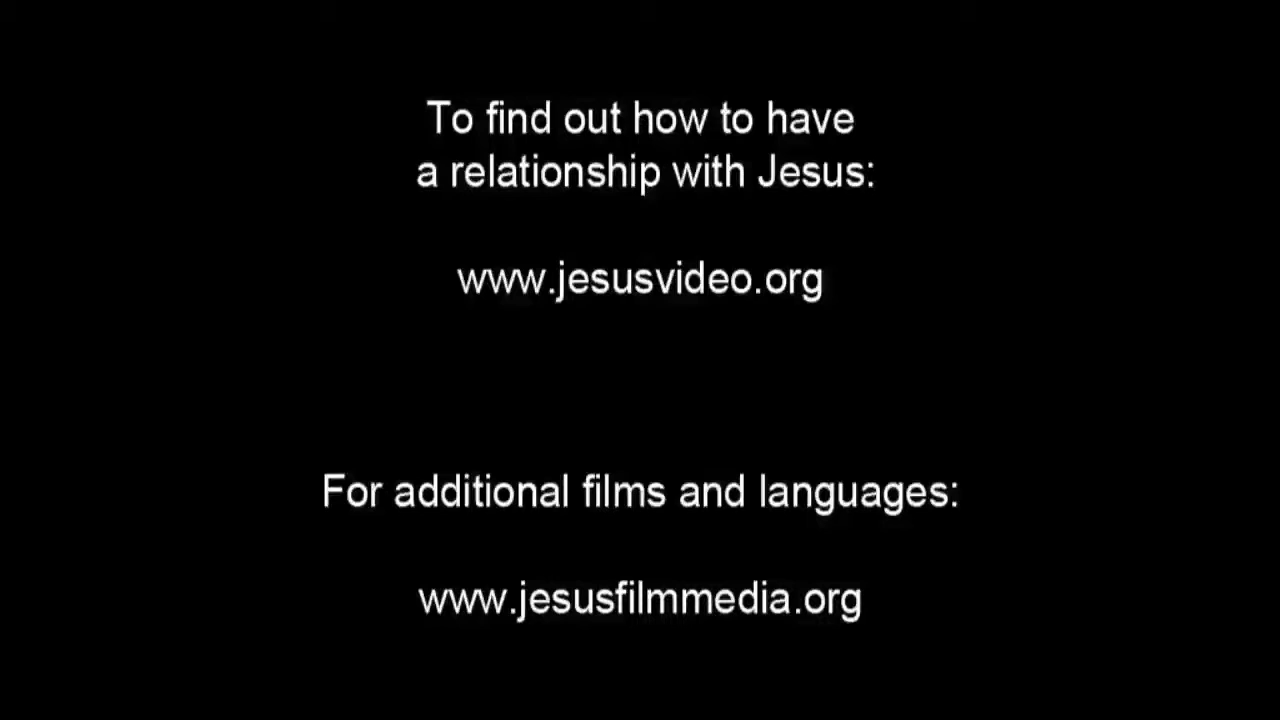 To find out how to have
a relationship with Jesus:
www.jesusvideo.org
For additional films and languages:
www.jesusfilmmedia.org